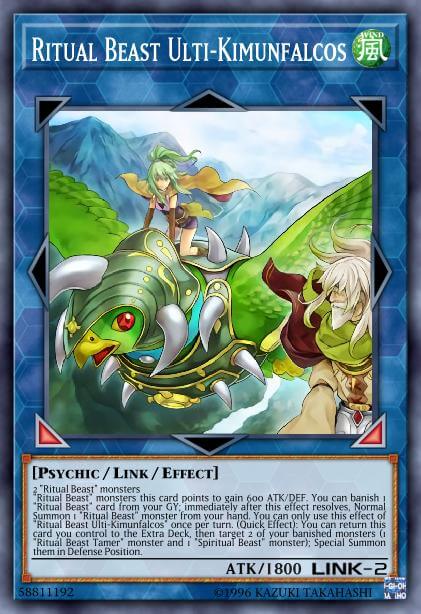 RITUAL BEAST ULTI-KIMUNFALCOS
WIND
風
[PSYCHIC / LINK / EFFECT]
2 "Ritual Beast" monsters
"Ritual Beast" monsters this card points to gain 600 ATK/DEF. You can banish 1
"Ritual Beast" card from your GY; immediately after this effect resolves, Normal
Summon 1 "Ritual Beast" monster from your hand. You can only use this effect of
"Ritual Beast Ulti-Kimunfalcos" once per turn. (Quick Effect): You can return this
card you control to the Extra Deck, then target 2 of your banished monsters (1
"Ritual Beast Tamer" monster and 1 "Spiritual Beast" monster); Special Summon
them in Defense Position.
ATK/1800 LINK-2
58811192 ©1996 KAZUKI TAKAHASHI